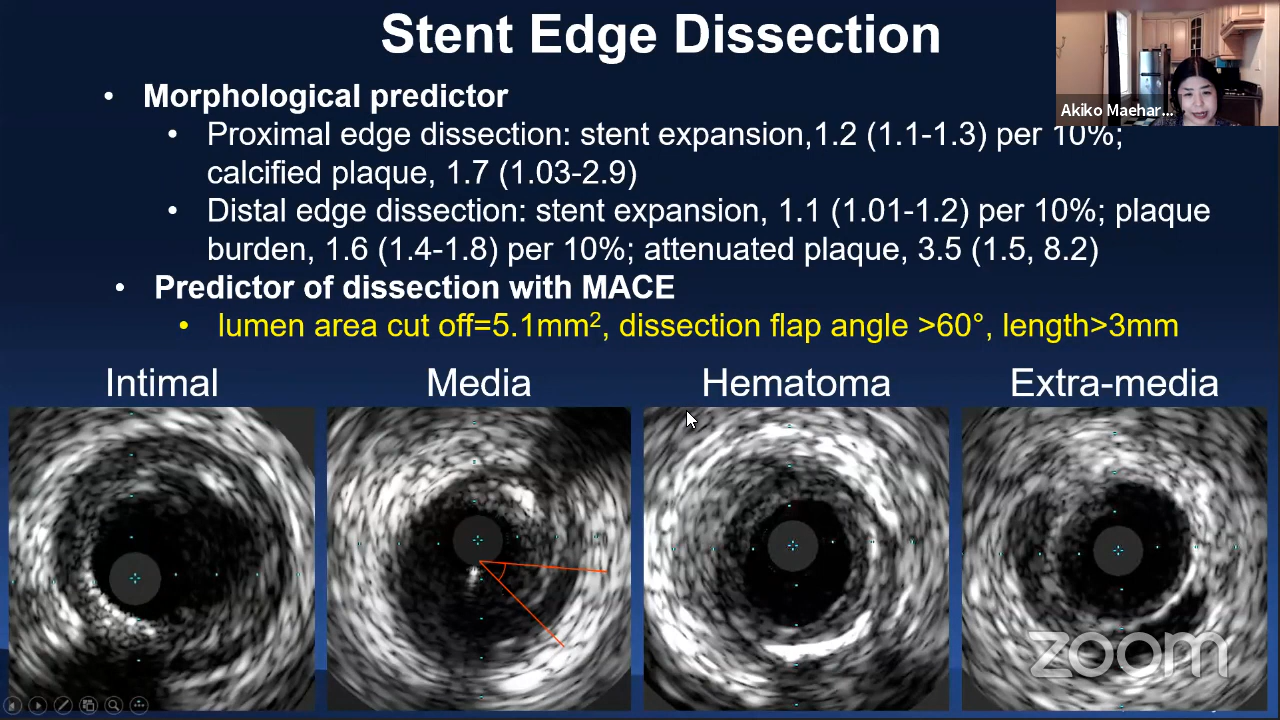 Stent Edge Dissection
Akiko Maehar...
• Morphological predictor
• Proximal edge dissection: stent expansion,1.2 (1.1-1.3) per 10%;
calcified plaque, 1.7 (1.03-2.9)
• Distal edge dissection: stent expansion, 1.1 (1.01-1.2) per 10%; plaque
burden, 1.6 (1.4-1.8) per 10%; attenuated plaque, 3.5 (1.5, 8.2)
• Predictor of dissection with MACE
• lumen area cut off=5.1mm², dissection flap angle >60°, length>3mm
Intimal
Media
Hematoma
Extra-media
zoom